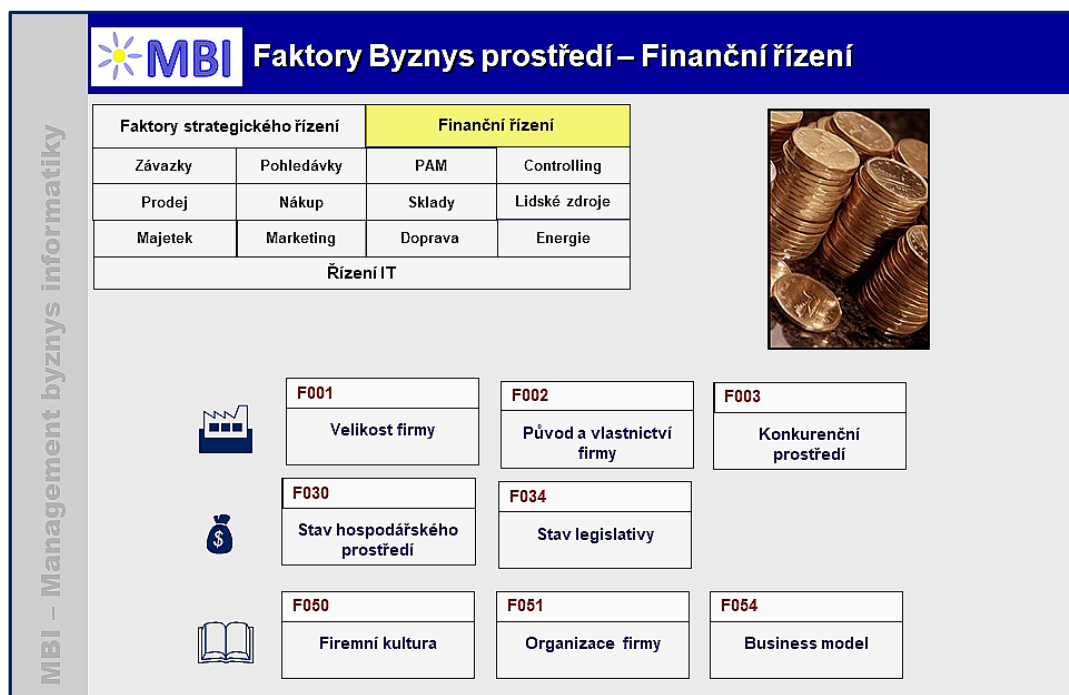 MBI
Faktory Byznys prostředí – Finanční řízení
MBI – Management byznys informatiky
Faktory strategického řízení
Finanční řízení
Závazky
Pohledávky
PAM
Controlling
Prodej
Nákup
Sklady
Lidské zdroje
Majetek
Marketing
Doprava
Energie
Řízení IT
F001
Velikost firmy
F002
Původ a vlastnictví
firmy
F003
Konkurenční
prostředí
$
F030
Stav hospodářského
prostředí
F034
Stav legislativy
F050
Firemní kultura
F051
Organizace firmy
F054
Business model